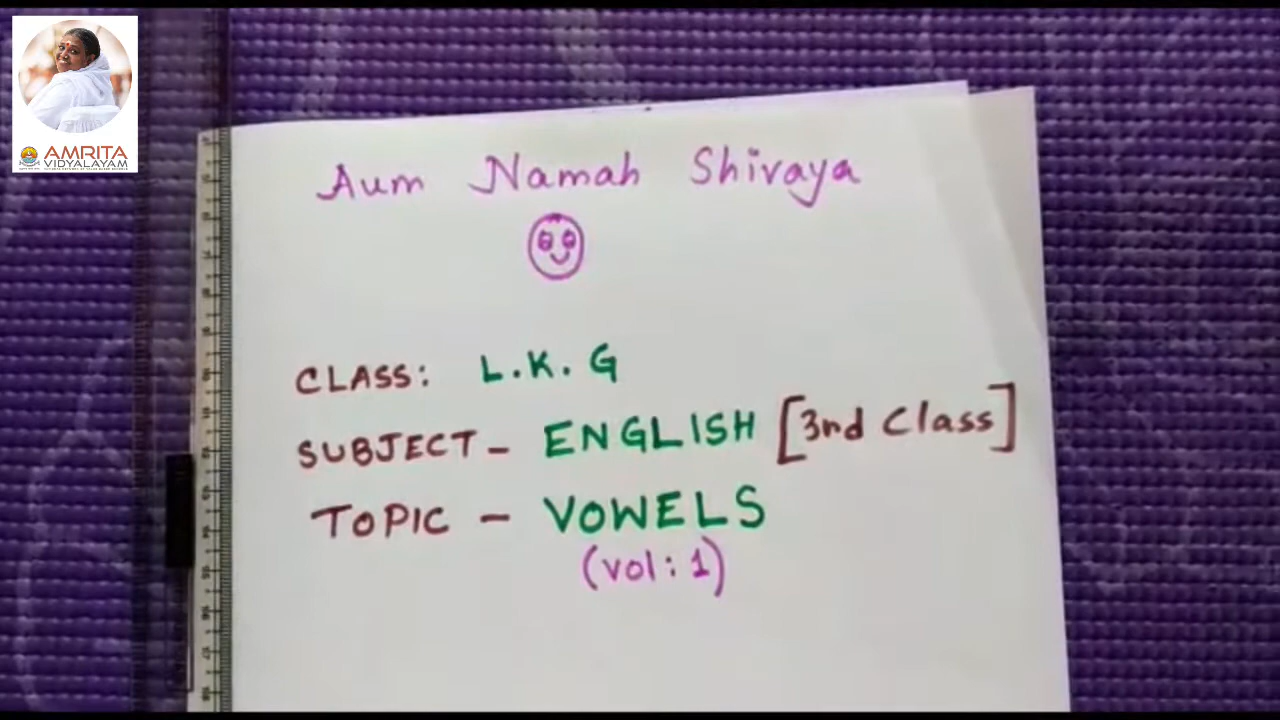 AMRITA
VIDYALAYAM
Aum Namah Shivaya
CLASS: L.K.G
SUBJECT - ENGLISH [3rd Class]
TOPIC - VOWELS
(vol: 1)